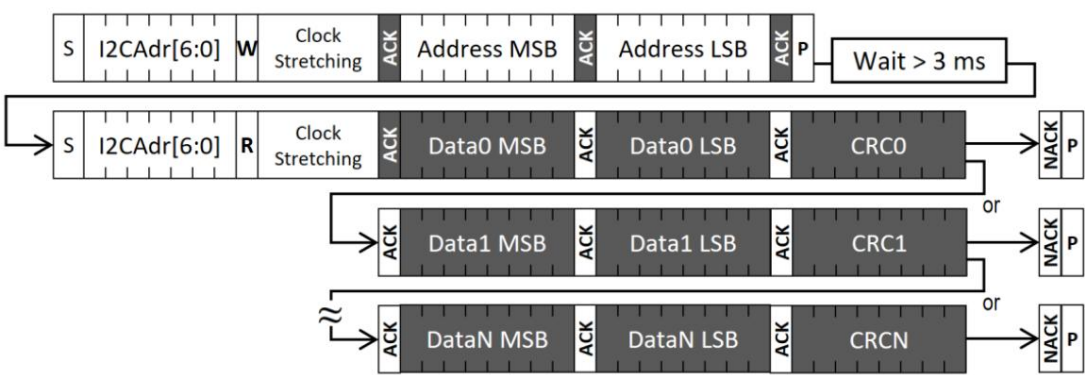 S I2CAdr[6:0] W Clock Stretching ACK Address MSB ACK Address LSB ACK P Wait > 3 ms
S I2CAdr[6:0] R Clock Stretching ACK Data0 MSB ACK Data0 LSB ACK CRC0 NACK P
or
ACK Data1 MSB ACK Data1 LSB ACK CRC1 NACK P
or
≈ ACK DataN MSB ACK DataN LSB ACK CRCN NACK P